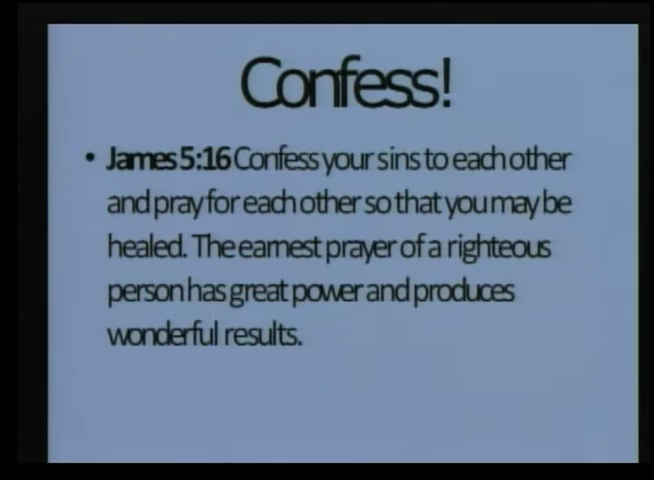 Confess!
• James 5:16 Confess your sins to each other
and pray for each other so that you may be
healed. The earnest prayer of a righteous
person has great power and produces
wonderful results.